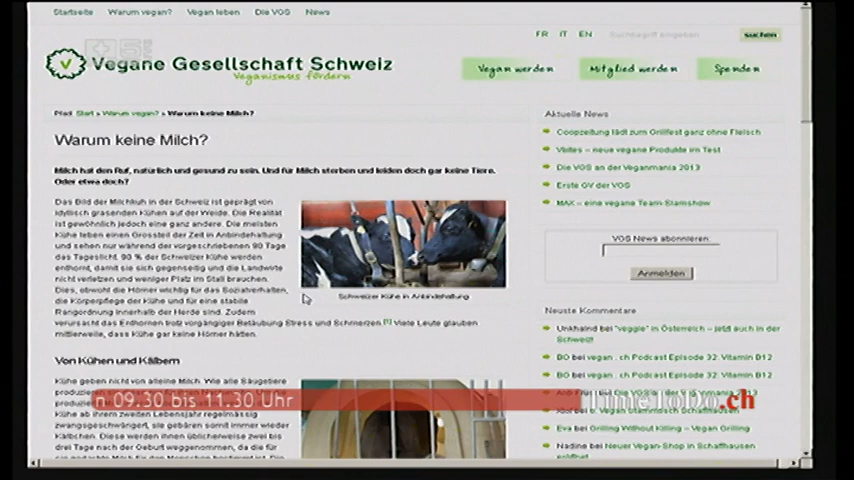 Startseite Warum vegan? Vegan leben Die VGS News
FR IT EN Suchbegriff eingeben suchen
Vegane Gesellschaft Schweiz
Veganismus fördern
Vegan werden Mitglied werden Spenden
Pfad: Start » Warum vegan? » Warum keine Milch?
Warum keine Milch?
Milch hat den Ruf, natürlich und gesund zu sein. Und für Milch sterben und leiden doch gar keine Tiere.
Oder etwa doch?
Das Bild der Milchkuh in der Schweiz ist geprägt von
idyllisch grasenden Kühen auf der Weide. Die Realität
ist gewöhnlich jedoch eine ganz andere. Die meisten
Kühe leben einen Grossteil der Zeit in Anbindehaltung
und sehen nur während der vorgeschriebenen 90 Tage
das Tageslicht. 90 % der Schweizer Kühe werden
enthornt, damit sie sich gegenseitig und die Landwirte
nicht verletzen und weniger Platz im Stall brauchen.
Dies, obwohl die Hörner wichtig für das Sozialverhalten,
die Körperpflege der Kühe und für eine stabile
Rangordnung innerhalb der Herde sind. Zudem
verursacht das Enthornen trotz vorgängiger Betäubung Stress und Schmerzen.[1] Viele Leute glauben
mittlerweile, dass Kühe gar keine Hörner hätten.
Schweizer Kühe in Anbindehaltung
Von Kühen und Kälbern
Kühe geben nicht von alleine Milch. Wie alle Säugetiere
produzieren
produzie
Kühe ab ihrem zweiten Lebensjahr regelmässig
zwangsgeschwängert, sie gebären somit immer wieder
Kälbchen. Diese werden ihnen üblicherweise zwei bis
drei Tage nach der Geburt weggenommen, da die für
Aktuelle News
Coopzeitung lädt zum Grillfest ganz ohne Fleisch
Vbites – neue vegane Produkte im Test
Die VGS an der Veganmania 2013
Erste GV der VGS
MAX – eine vegane Team-Slamshow
VGS News abonnieren:
Anmelden
Neuste Kommentare
Unkhaind bei "veggie" in Österreich – jetzt auch in der
Schweiz!
BO bei vegan.ch Podcast Episode 32: Vitamin B12
BO bei vegan.ch Podcast Episode 32: Vitamin B12
Eva bei Grilling Without Killing – Vegan Grilling
Nadine bei Neuer Vegan-Shop in Schaffhausen
eröffnet
n 09.30 bis 11.30 Uhr
TimeToDo.ch